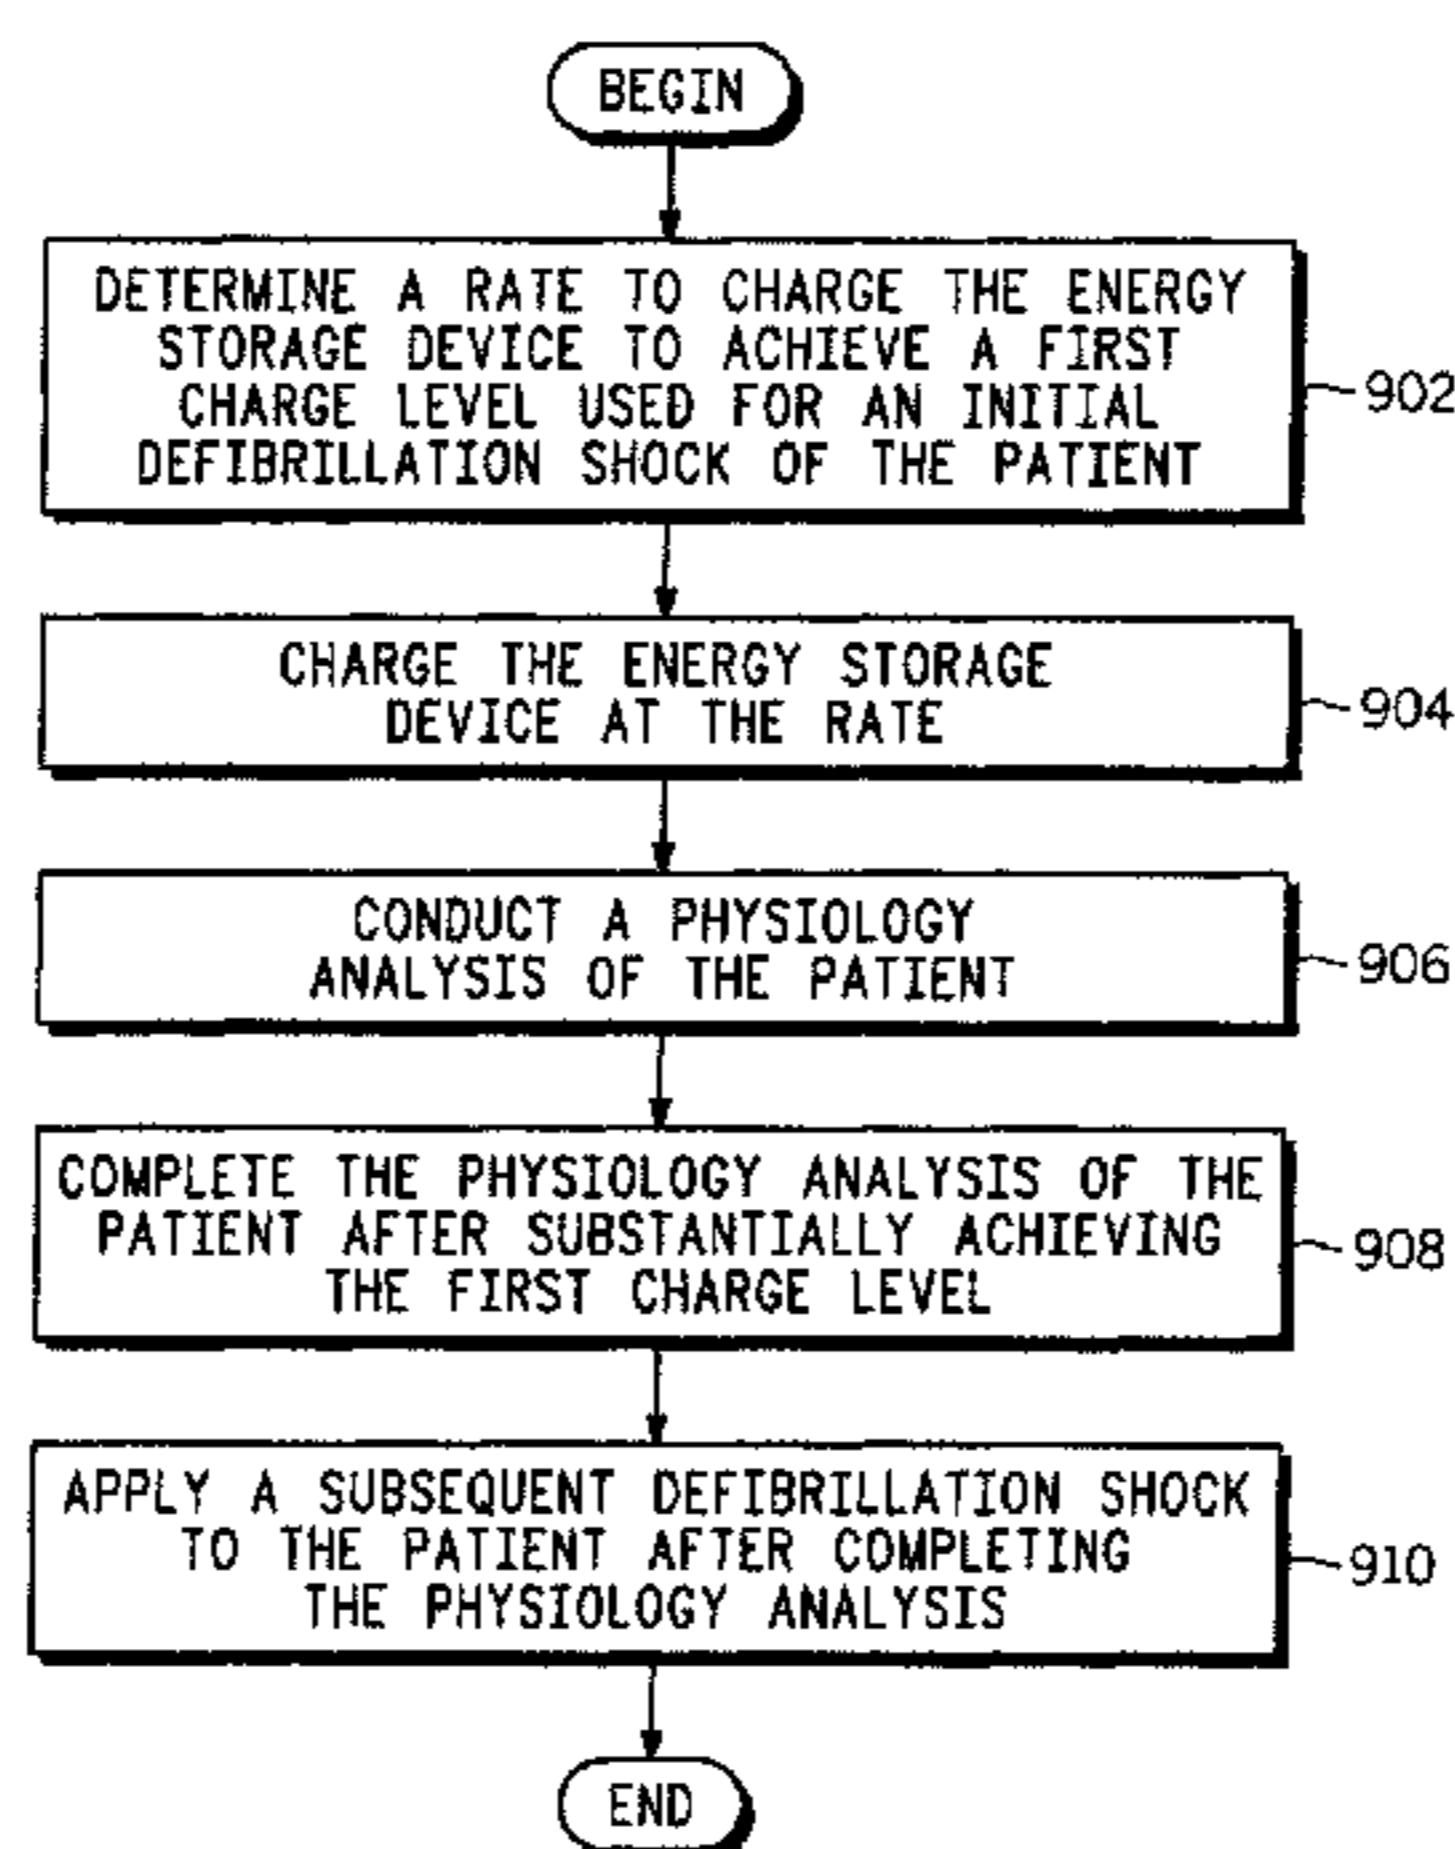 BEGIN
DETERMINE A RATE TO CHARGE THE ENERGY
STORAGE DEVICE TO ACHIEVE A FIRST
CHARGE LEVEL USED FOR AN INITIAL
DEFIBRILLATION SHOCK OF THE PATIENT
902
CHARGE THE ENERGY STORAGE
DEVICE AT THE RATE
904
CONDUCT A PHYSIOLOGY
ANALYSIS OF THE PATIENT
906
COMPLETE THE PHYSIOLOGY ANALYSIS OF THE
PATIENT AFTER SUBSTANTIALLY ACHIEVING
THE FIRST CHARGE LEVEL
908
APPLY A SUBSEQUENT DEFIBRILLATION SHOCK
TO THE PATIENT AFTER COMPLETING
THE PHYSIOLOGY ANALYSIS
910
END